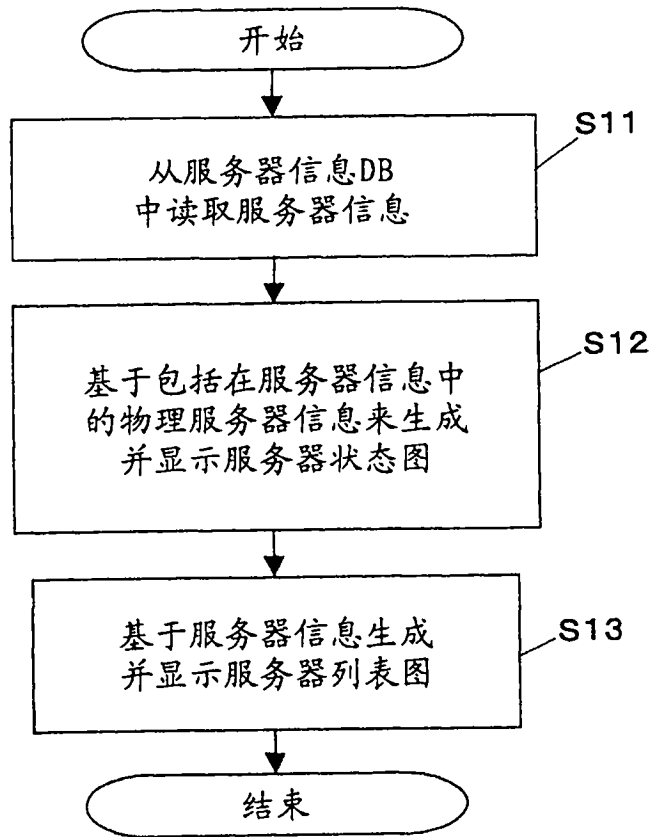 开始
S11
从服务器信息DB
中读取服务器信息
S12
基于包括在服务器信息中
的物理服务器信息来生成
并显示服务器状态图
S13
基于服务器信息生成
并显示服务器列表图
结束